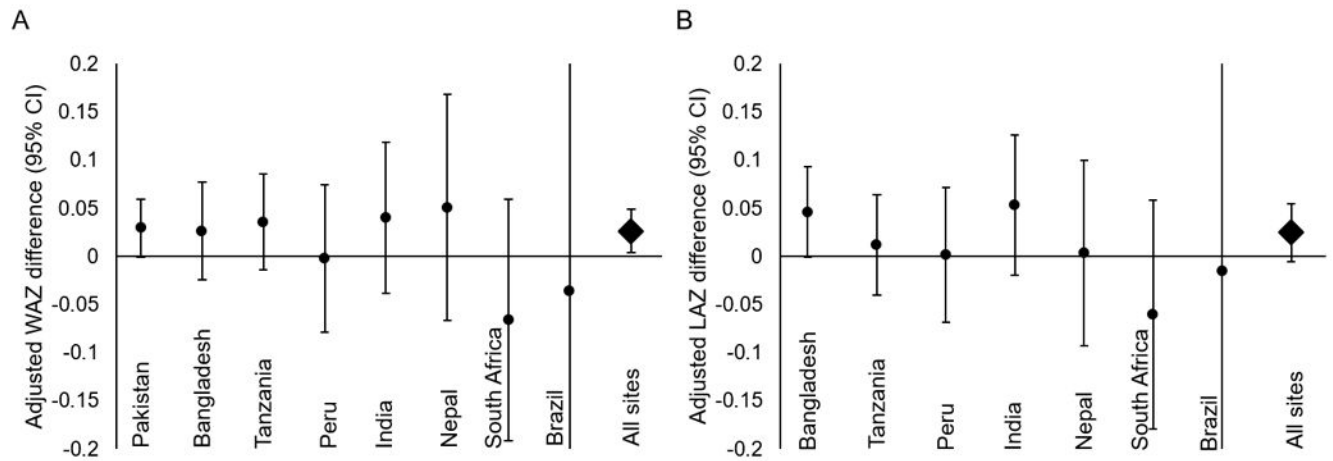 A
Adjusted WAZ difference (95% CI)
0.2
0.15
0.1
0.05
0
-0.05
-0.1
-0.15
-0.2
Pakistan
Bangladesh
Tanzania
Peru
India
Nepal
South Africa
Brazil
All sites
B
Adjusted LAZ difference (95% CI)
0.2
0.15
0.1
0.05
0
-0.05
-0.1
-0.15
-0.2
Bangladesh
Tanzania
Peru
India
Nepal
South Africa
Brazil
All sites